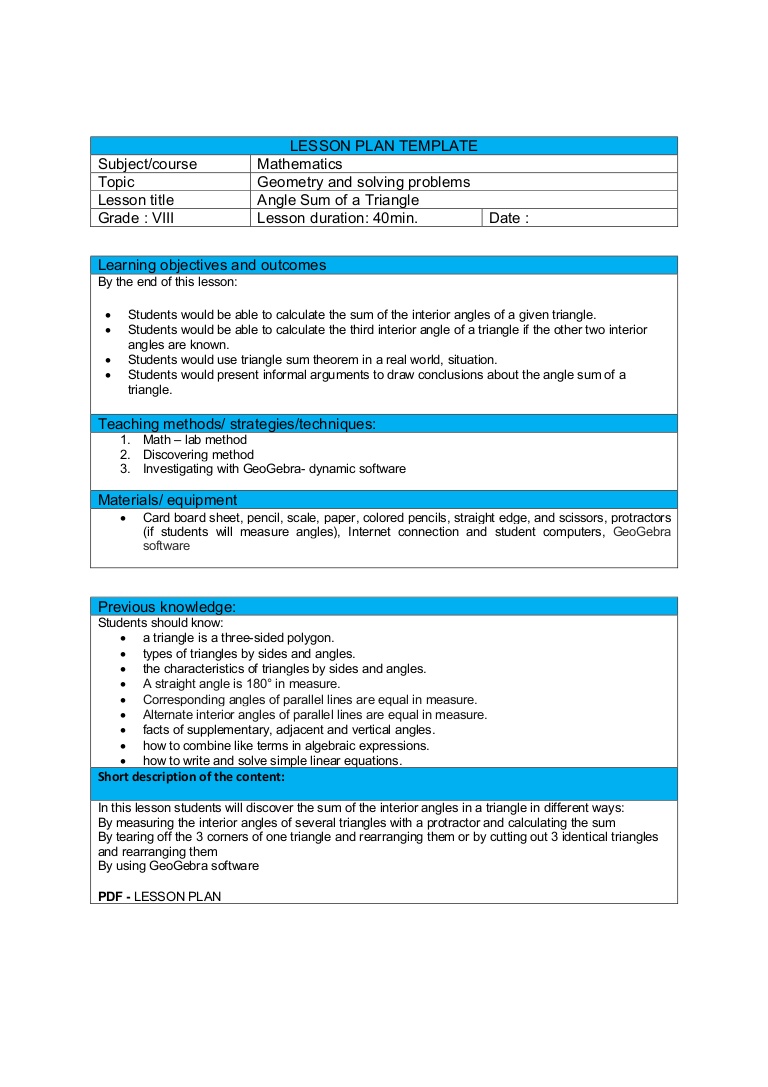 LESSON PLAN TEMPLATE
Subject/course Mathematics
Topic Geometry and solving problems
Lesson title Angle Sum of a Triangle
Grade : VIII Lesson duration: 40min. Date :
Learning objectives and outcomes
By the end of this lesson:
• Students would be able to calculate the sum of the interior angles of a given triangle.
• Students would be able to calculate the third interior angle of a triangle if the other two interior
angles are known.
• Students would use triangle sum theorem in a real world, situation.
• Students would present informal arguments to draw conclusions about the angle sum of a
triangle.
Teaching methods/ strategies/techniques:
1. Math – lab method
2. Discovering method
3. Investigating with GeoGebra- dynamic software
Materials/ equipment
• Card board sheet, pencil, scale, paper, colored pencils, straight edge, and scissors, protractors
(if students will measure angles), Internet connection and student computers, GeoGebra
software
Previous knowledge:
Students should know:
• a triangle is a three-sided polygon.
• types of triangles by sides and angles.
• the characteristics of triangles by sides and angles.
• A straight angle is 180° in measure.
• Corresponding angles of parallel lines are equal in measure.
• Alternate interior angles of parallel lines are equal in measure.
• facts of supplementary, adjacent and vertical angles.
• how to combine like terms in algebraic expressions.
• how to write and solve simple linear equations.
Short description of the content:
In this lesson students will discover the sum of the interior angles in a triangle in different ways:
By measuring the interior angles of several triangles with a protractor and calculating the sum
By tearing off the 3 corners of one triangle and rearranging them or by cutting out 3 identical triangles
and rearranging them
By using GeoGebra software
PDF - LESSON PLAN